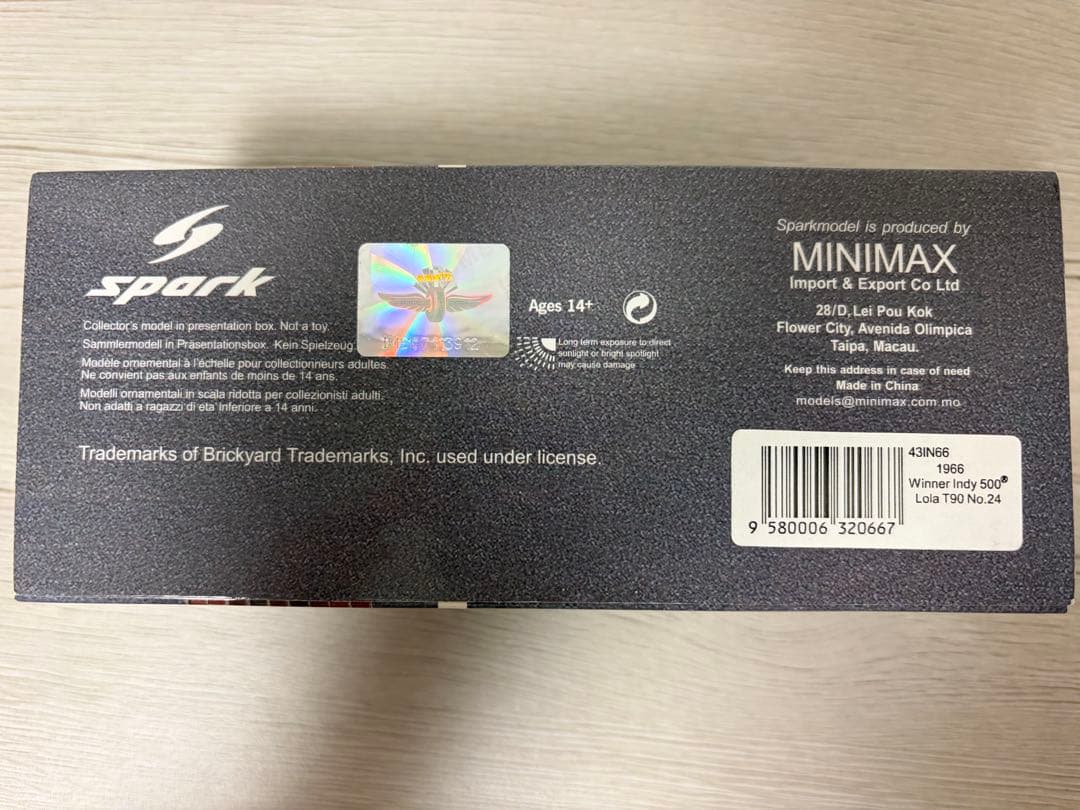 spark
Collector's model in presentation box. Not a toy.
Sammlermodell in Präsentationsbox. Kein Spielzeug
Modèle ornemental à l'échelle pour collectionneurs adultes.
Ne convient pas aux enfants de moins de 14 ans.
Modelli ornamentali in scala ridotta per collezionisti adulti.
Non adatti a ragazzi di eta' inferiore a 14 anni.
Trademarks of Brickyard Trademarks, Inc. used under license.
Ages 14+
Long term exposure to direct
sunlight or bright spotlight
may cause damage
Sparkmodel is produced by
MINIMAX
Import & Export Co Ltd
28/D, Lei Pou Kok
Flower City, Avenida Olimpica
Taipa, Macau.
Keep this address in case of need
Made in China
models@minimax.com.mo
43IN66
1966
Winner Indy 500®
Lola T90 No.24
9 580006 320667